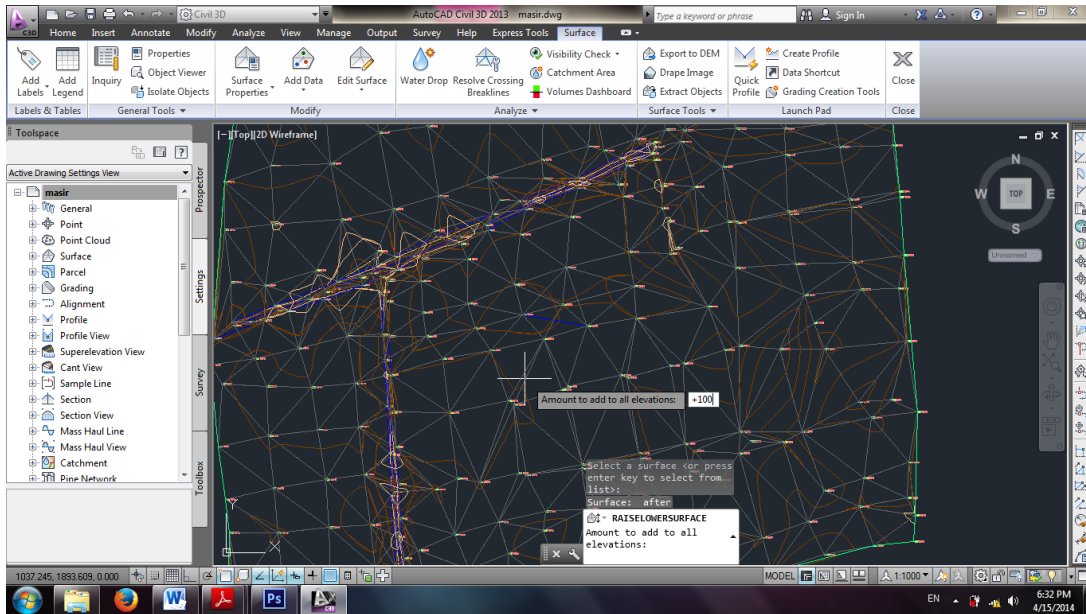 Civil 3D
AutoCAD Civil 3D 2013 masir.dwg
Type a keyword or phrase
Sign In
C3D
Home Insert Annotate Modify Analyze View Manage Output Survey Help Express Tools Surface
Add Labels
Add Legend
Labels & Tables
Inquiry
Properties
Object Viewer
Isolate Objects
General Tools
Surface Properties
Add Data
Edit Surface
Modify
Water Drop
Resolve Crossing Breaklines
Visibility Check
Catchment Area
Volumes Dashboard
Analyze
Export to DEM
Drape Image
Extract Objects
Surface Tools
Quick Profile
Create Profile
Data Shortcut
Grading Creation Tools
Launch Pad
Close
Close
Toolspace
Active Drawing Settings View
masir
General
Point
Point Cloud
Surface
Parcel
Grading
Alignment
Profile
Profile View
Superelevation View
Cant View
Sample Line
Section
Section View
Mass Haul Line
Mass Haul View
Catchment
Pipe Network
Prospector
Settings
Survey
Toolbox
[−][Top][2D Wireframe]
N
W TOP E
S
Unnamed
Amount to add to all elevations: +100
Select a surface <or press
enter key to select from
list>:
Surface: after
RAISELOWERSURFACE
Amount to add to all
elevations:
Y
X
1037.245, 1893.609, 0.000
MODEL
1:1000
Ps
C3D
EN
6:32 PM
4/15/2014